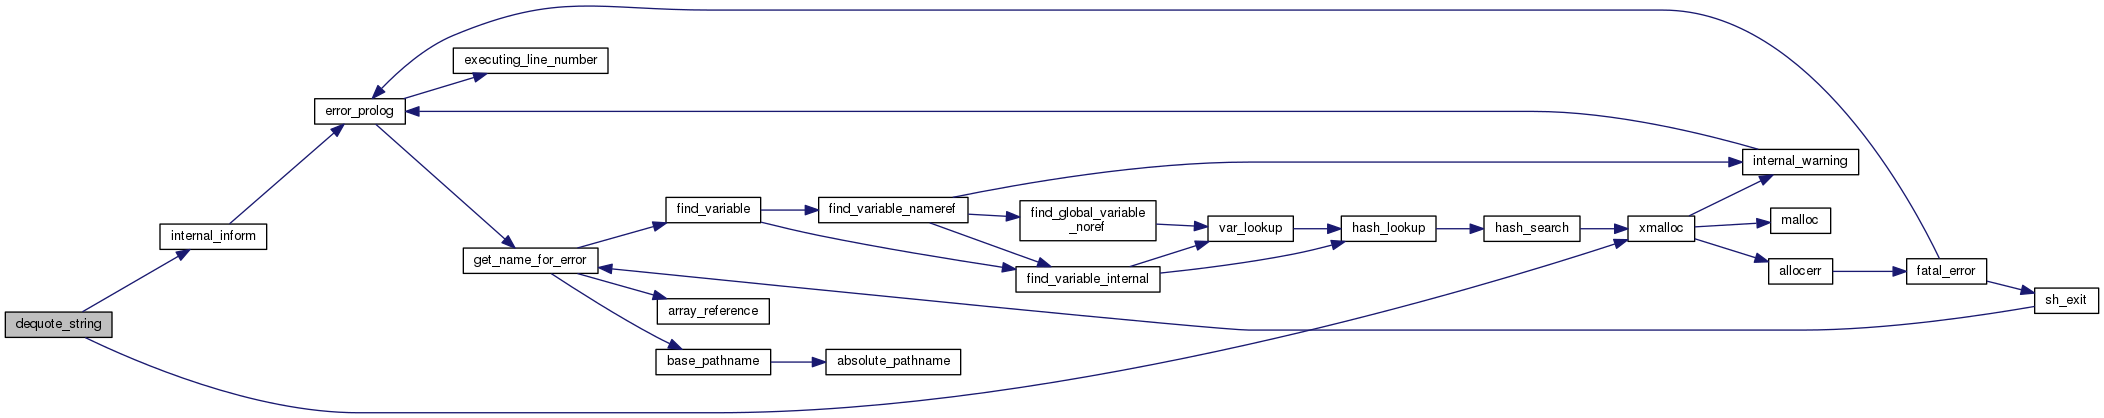 executing_line_number
error_prolog
internal_warning
find_variable
find_variable_nameref
find_global_variable
_noref
malloc
var_lookup
hash_lookup
hash_search
xmalloc
internal_inform
get_name_for_error
find_variable_internal
allocerr
fatal_error
sh_exit
array_reference
dequote_string
base_pathname
absolute_pathname